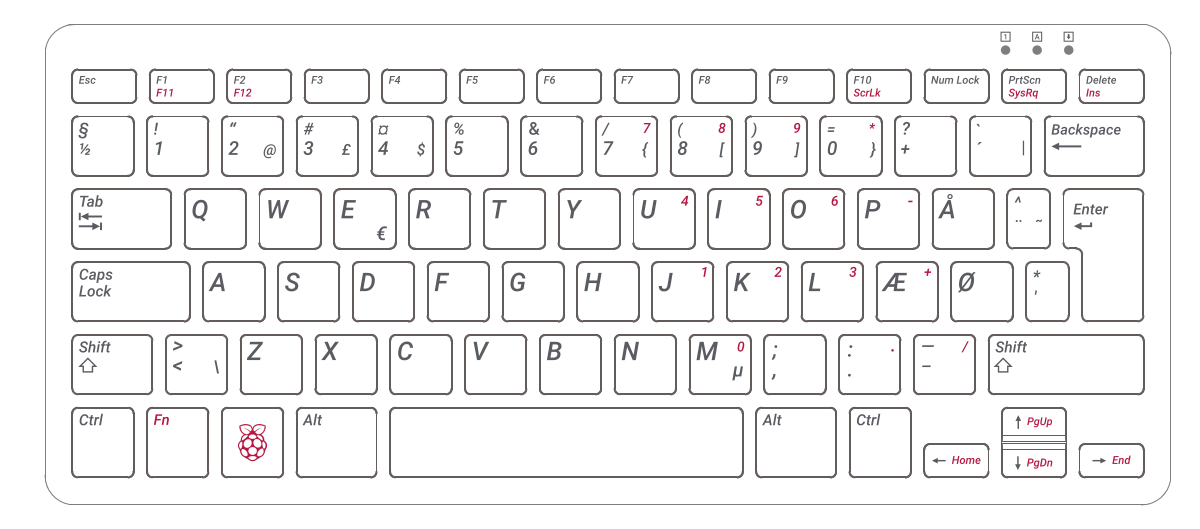 1 A
Esc F1 F2 F3 F4 F5 F6 F7 F8 F9 F10 Num Lock PrtScn Delete
F11 F12 ScrLk SysRq Ins
§ ! “ # ¤ % & / 7 ( 8 ) 9 = * ? ` Backspace
½ 1 2 @ 3 £ 4 $ 5 6 7 { 8 [ 9 ] 0 } + ´ |
Tab Q W E R T Y U 4 I 5 O 6 P - Å ^ Enter
€ ¨ ~
Caps A S D F G H J 1 K 2 L 3 Æ + Ø *
Lock '
Shift > Z X C V B N M 0 ; : . — / Shift
< \ µ , . –
Ctrl Fn Alt Alt Ctrl ↑ PgUp
← Home ↓ PgDn → End